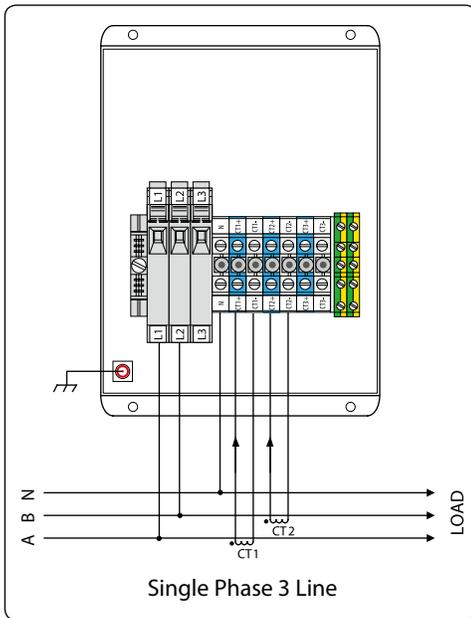 L1 L2 L3
N CT1+ CT1- CT2+ CT2- CT3+ CT3-
N CT1+ CT1- CT2+ CT2- CT3+ CT3-
L1 L2 L3
N
B
A
LOAD
CT2
CT1
Single Phase 3 Line